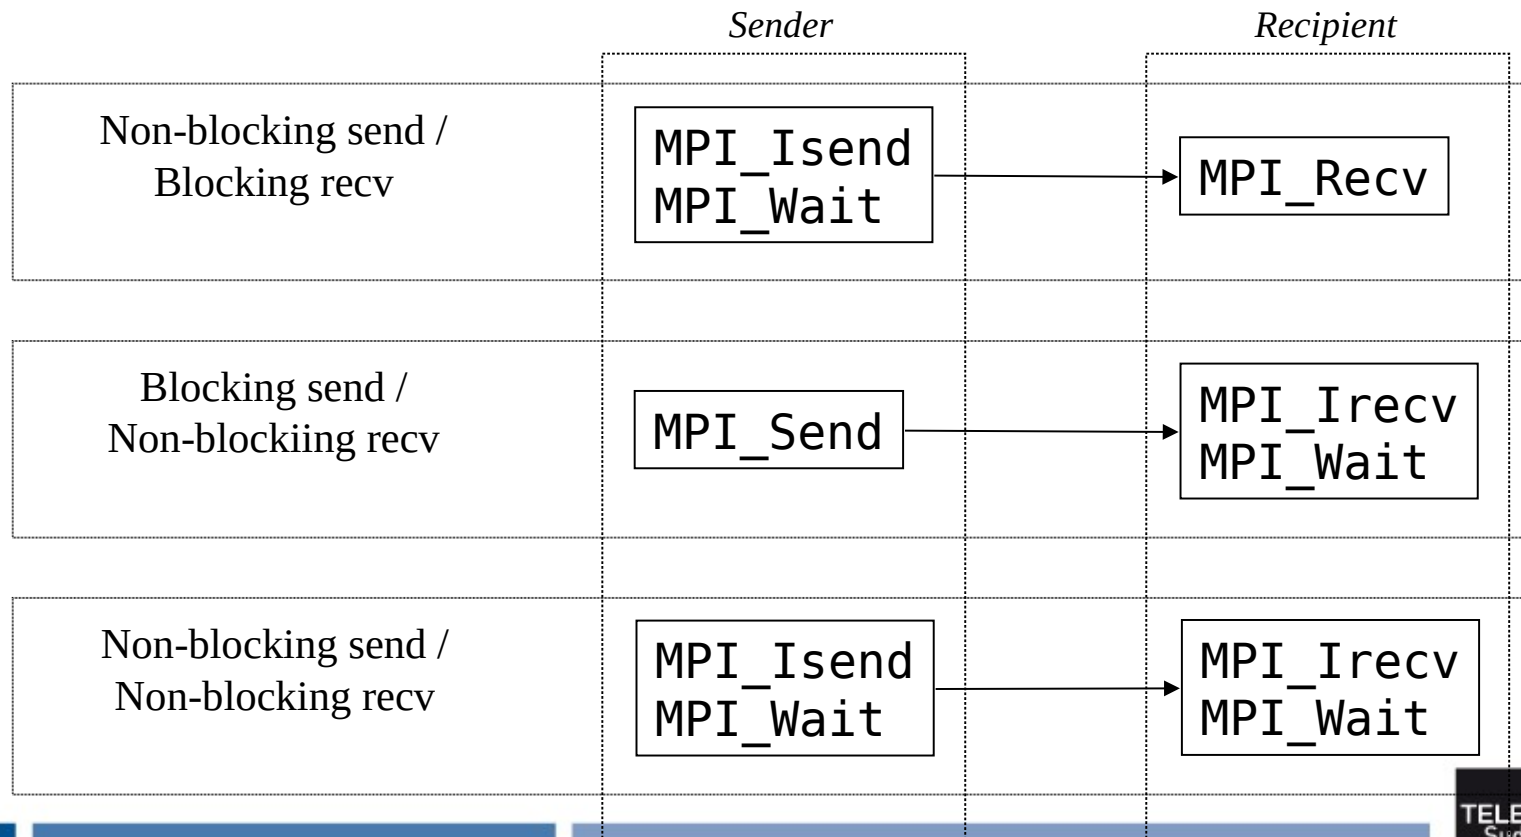 Sender
Recipient
Non-blocking send /
Blocking recv
MPI_Isend
MPI_Wait
MPI_Recv
Blocking send /
Non-blockiing recv
MPI_Send
MPI_Irecv
MPI_Wait
Non-blocking send /
Non-blocking recv
MPI_Isend
MPI_Wait
MPI_Irecv
MPI_Wait
TELE